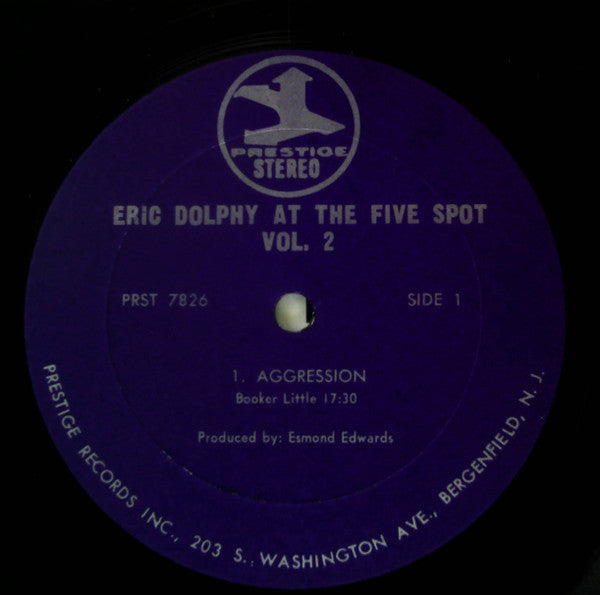 PRESTIGE
STEREO
ERIC DOLPHY AT THE FIVE SPOT
VOL. 2
PRST 7826
SIDE 1
1. AGGRESSION
Booker Little 17:30
Produced by: Esmond Edwards
PRESTIGE RECORDS INC., 203 S. WASHINGTON AVE., BERGENFIELD, N. J.